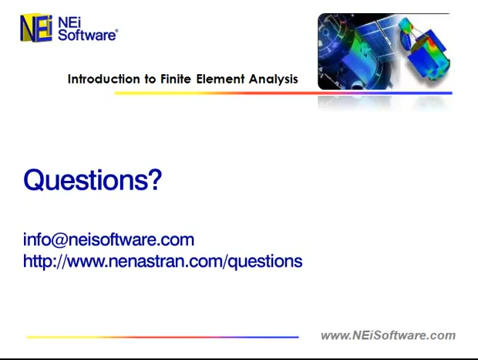 NEi
NEi
Software®
Introduction to Finite Element Analysis
Questions?
info@neisoftware.com
http://www.nenastran.com/questions
www.NEiSoftware.com